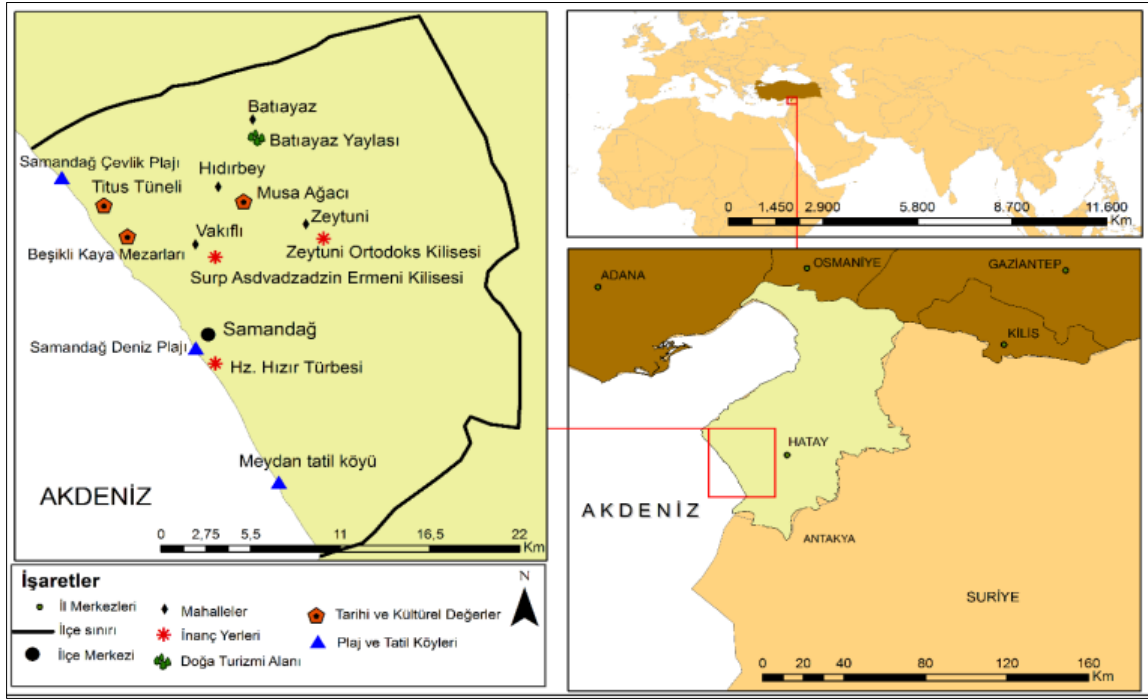 Batıayaz
Batıayaz Yaylası
Samandağ Çevlik Plajı
Hıdırbey
Titus Tüneli
Musa Ağacı
Zeytuni
Vakıflı
Beşikli Kaya Mezarları
Zeytuni Ortodoks Kilisesi
Surp Asdvadzadzin Ermeni Kilisesi
Samandağ
Samandağ Deniz Plajı
Hz. Hızır Türbesi
Meydan tatil köyü
AKDENİZ
0 2,75 5,5 11 16,5 22
Km
İşaretler
N
İl Merkezleri
Mahalleler
Tarihi ve Kültürel Değerler
İlçe sınırı
İnanç Yerleri
Plaj ve Tatil Köyleri
İlçe Merkezi
Doğa Turizmi Alanı
0 1.450 2.900 5.800 8.700 11.600
Km
OSMANİYE
GAZİANTEP
ADANA
KİLİS
HATAY
AKDENİZ
ANTAKYA
SURİYE
0 20 40 80 120 160
Km